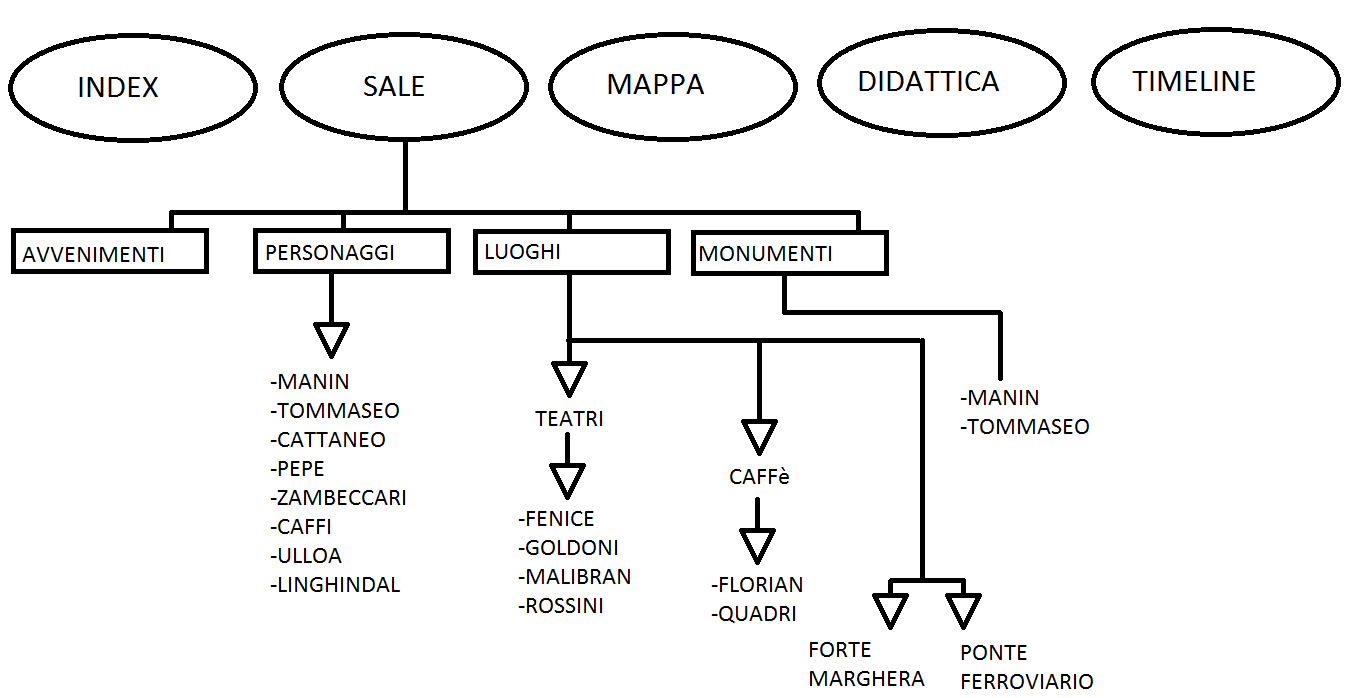 INDEX
SALE
MAPPA
DIDATTICA
TIMELINE
AVVENIMENTI
PERSONAGGI
LUOGHI
MONUMENTI
-MANIN
-TOMMASEO
-CATTANEO
-PEPE
-ZAMBECCARI
-CAFFI
-ULLOA
-LINGHINDAL
TEATRI
-FENICE
-GOLDONI
-MALIBRAN
-ROSSINI
CAFFè
-FLORIAN
-QUADRI
FORTE
MARGHERA
PONTE
FERROVIARIO
-MANIN
-TOMMASEO